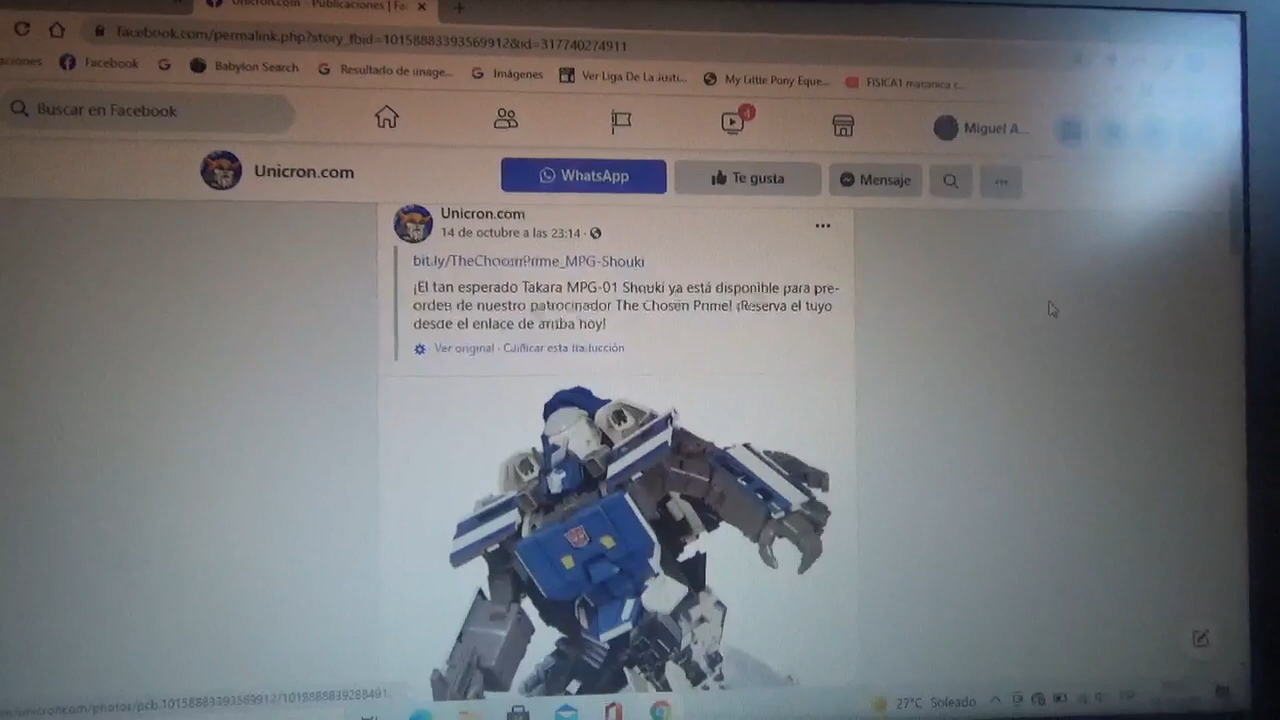 Unicron.com - Publicaciones | Fa
facebook.com/permalink.php?story_fbid=10158883393569912&id=317740274911
Facebook
Babylon Search
Resultado de image...
Imágenes
Ver Liga De La Justi...
My Little Pony Eque...
FISICA1 macanica c...
Buscar en Facebook
4
Miguel A...
Unicron.com
WhatsApp
Te gusta
Mensaje
Unicron.com
14 de octubre a las 23:14
bit.ly/TheChosenPrime_MPG-Shouki
¡El tan esperado Takara MPG-01 Shouki ya está disponible para pre-
orden de nuestro patrocinador The Chosen Prime! ¡Reserva el tuyo
desde el enlace de arriba hoy!
Ver original · Calificar esta traducción
27°C Soleado